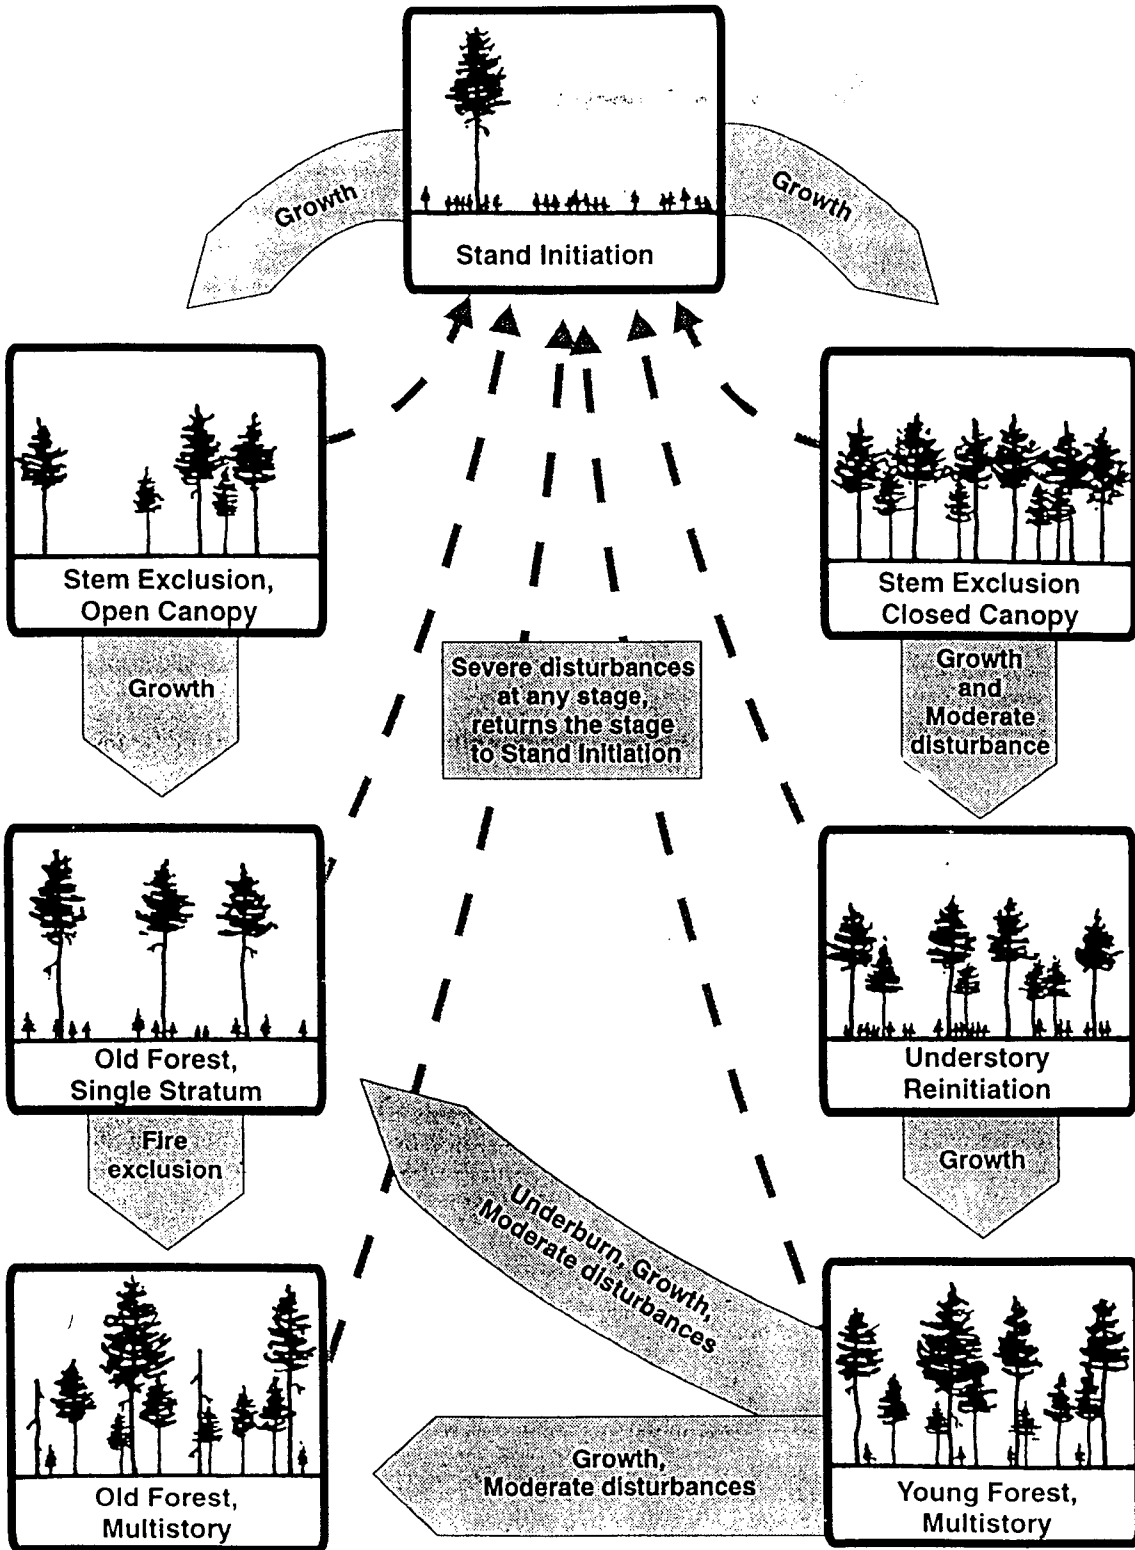 Growth
Growth
Stand Initiation
Stem Exclusion,
Open Canopy
Stem Exclusion
Closed Canopy
Growth
Severe disturbances
at any stage,
returns the stage
to Stand Initiation
Growth
and
Moderate
disturbance
Old Forest,
Single Stratum
Understory
Reinitiation
Fire
exclusion
Growth
Underburn, Growth,
Moderate disturbances
Growth,
Moderate disturbances
Old Forest,
Multistory
Young Forest,
Multistory